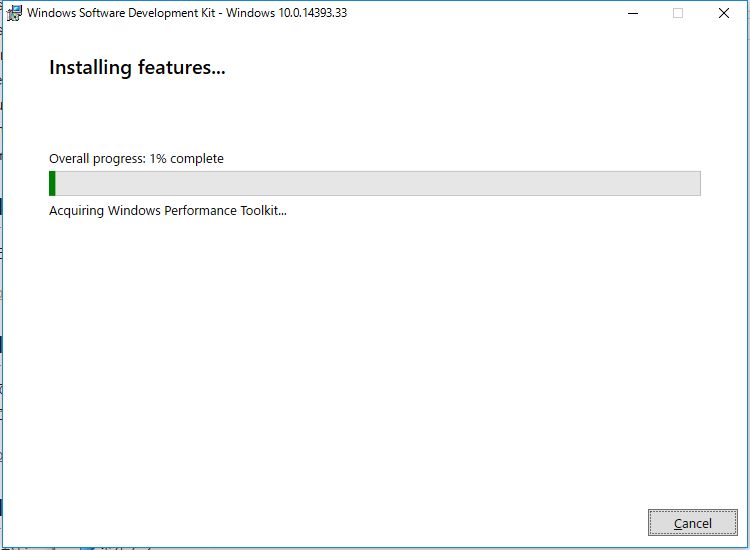 Windows Software Development Kit - Windows 10.0.14393.33
Installing features...
Overall progress: 1% complete
Acquiring Windows Performance Toolkit...
Cancel